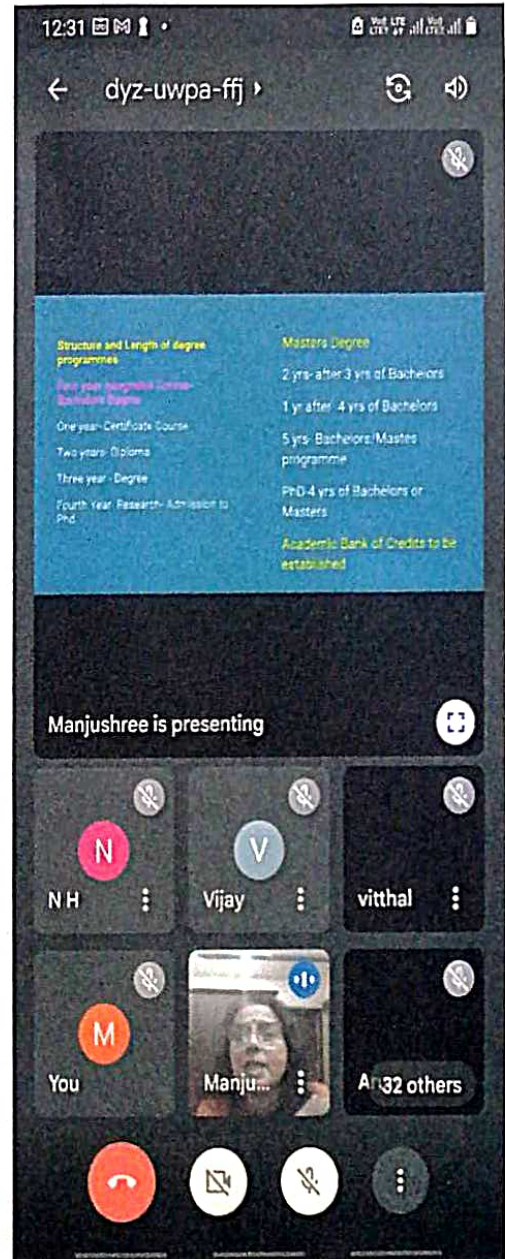 12:31
dyz-uwpa-ffj
Structure and Length of degree
programmes
Bachelors Degree
One year- Certificate Course
Two years- Diploma
Three year - Degree
Fourth Year- Research- Admission to
Phd
Masters Degree
2 yrs- after 3 yrs of Bachelors
1 yr after 4 yrs of Bachelors
5 yrs- Bachelors/Mastes
programme
PhD-4 yrs of Bachelors or
Masters
Academic Bank of Credits to be
established
Manjushree is presenting
N
N H
V
Vijay
vitthal
M
You
Manju...
32 others